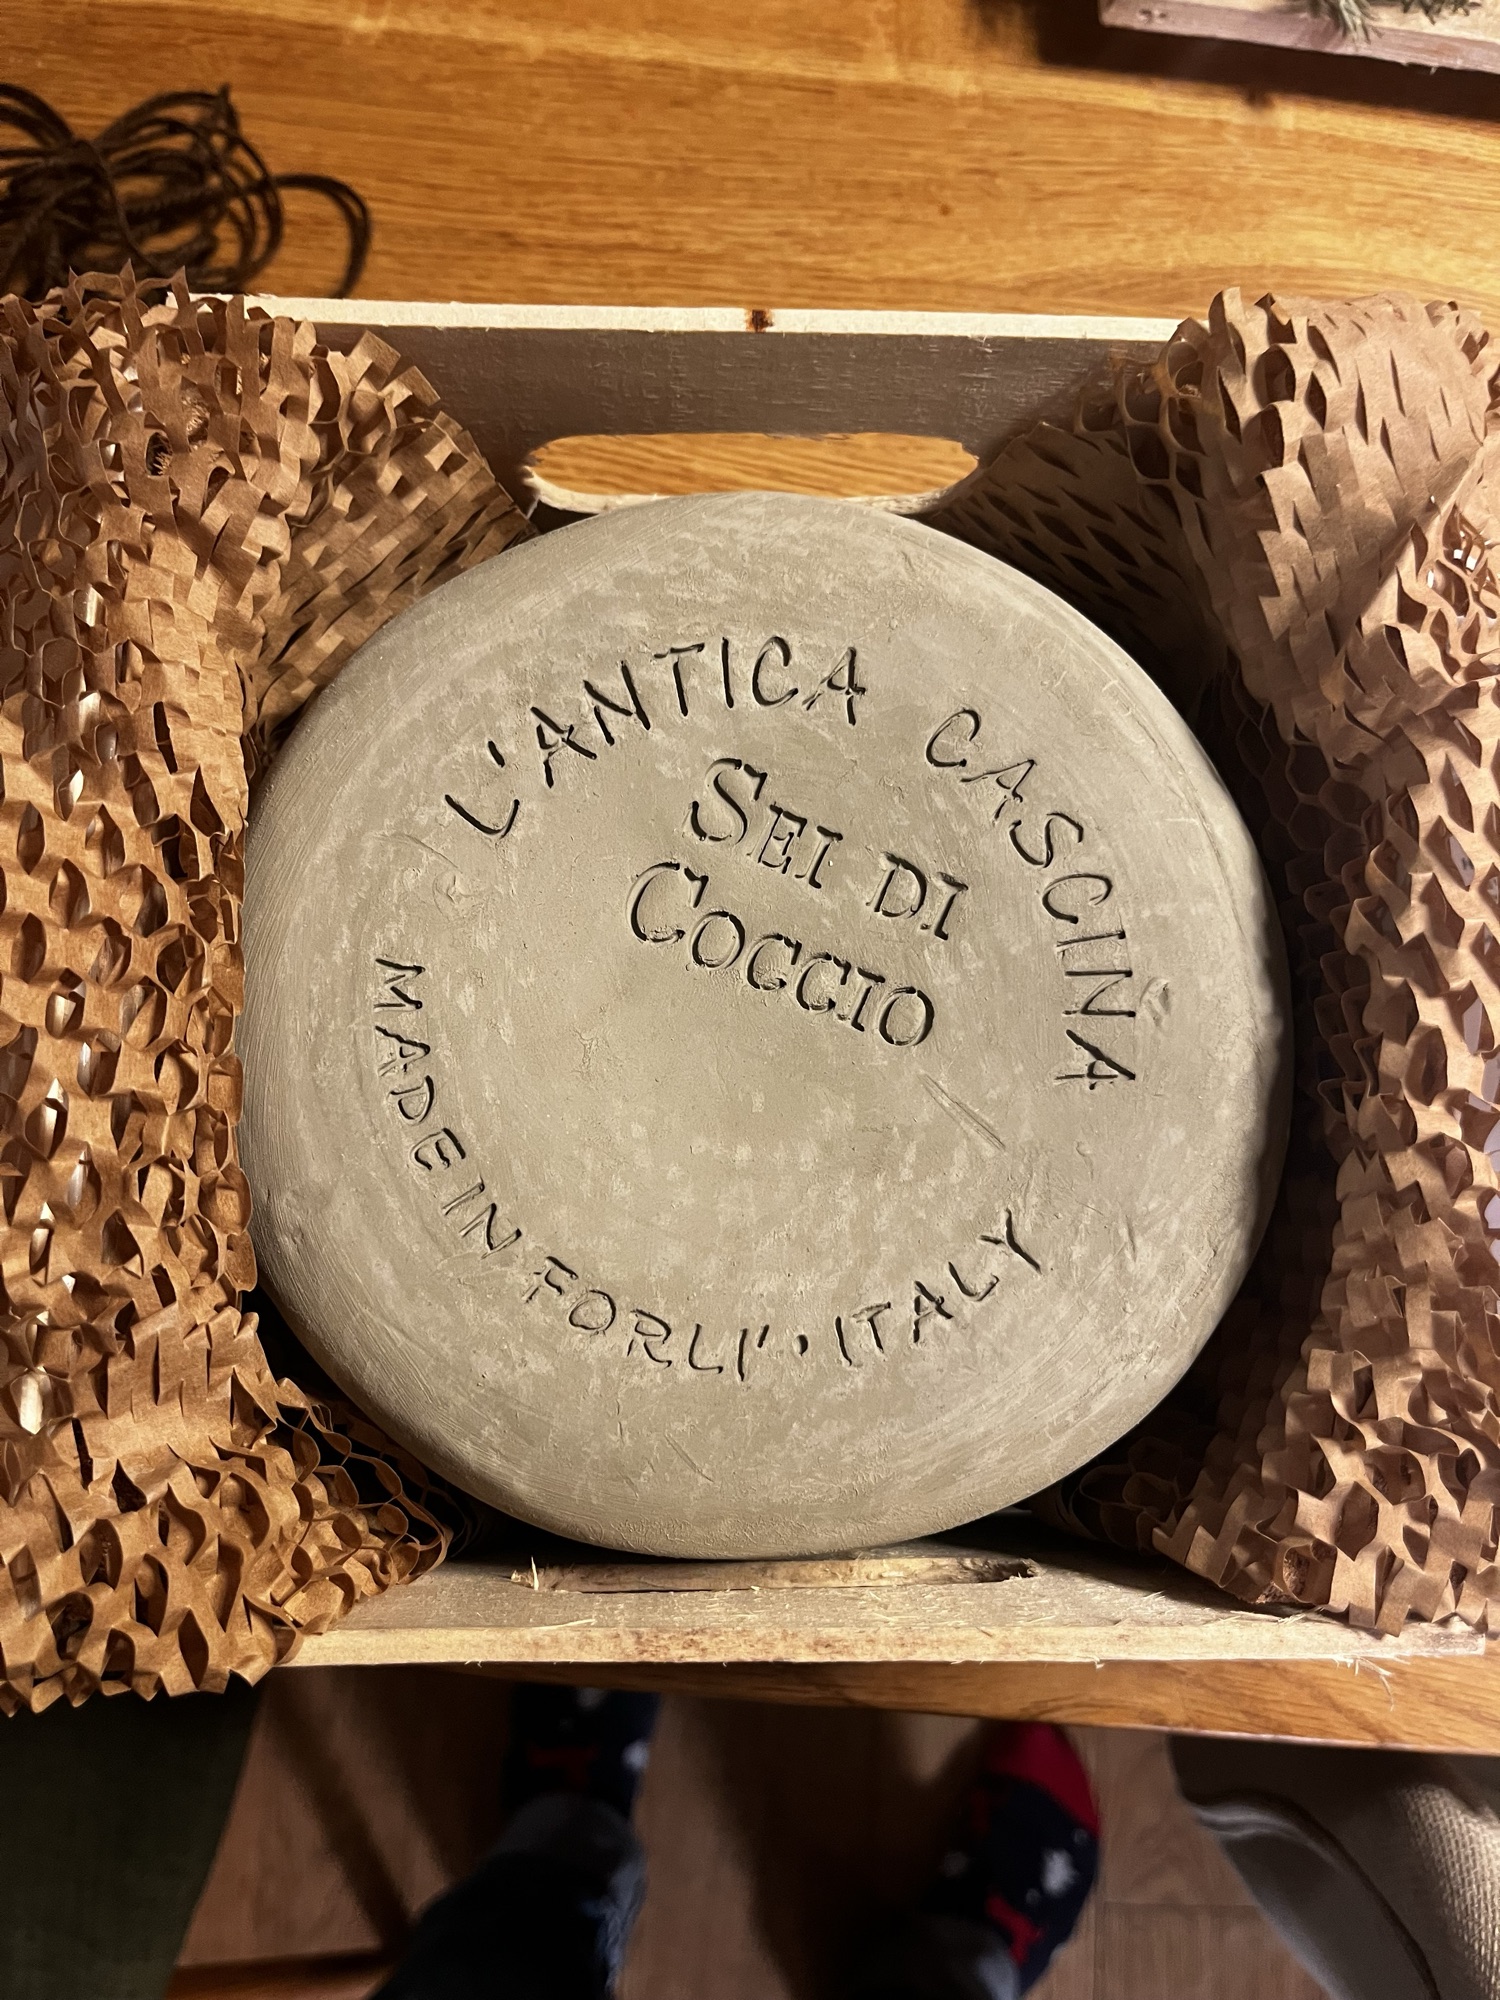 L'ANTICA CASCINA
SEI DI
COCCIO
MADE IN FORLI' · ITALY